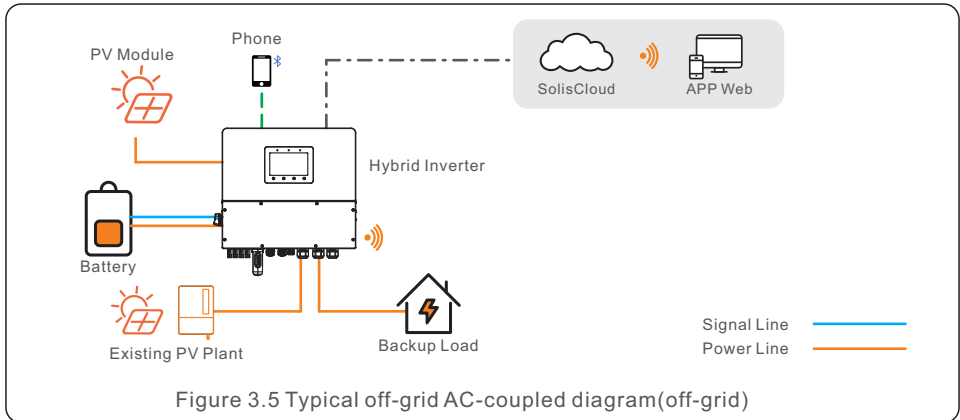 Phone
PV Module
SolisCloud
APP Web
Hybrid Inverter
Battery
Existing PV Plant
Backup Load
Signal Line
Power Line
Figure 3.5 Typical off-grid AC-coupled diagram(off-grid)